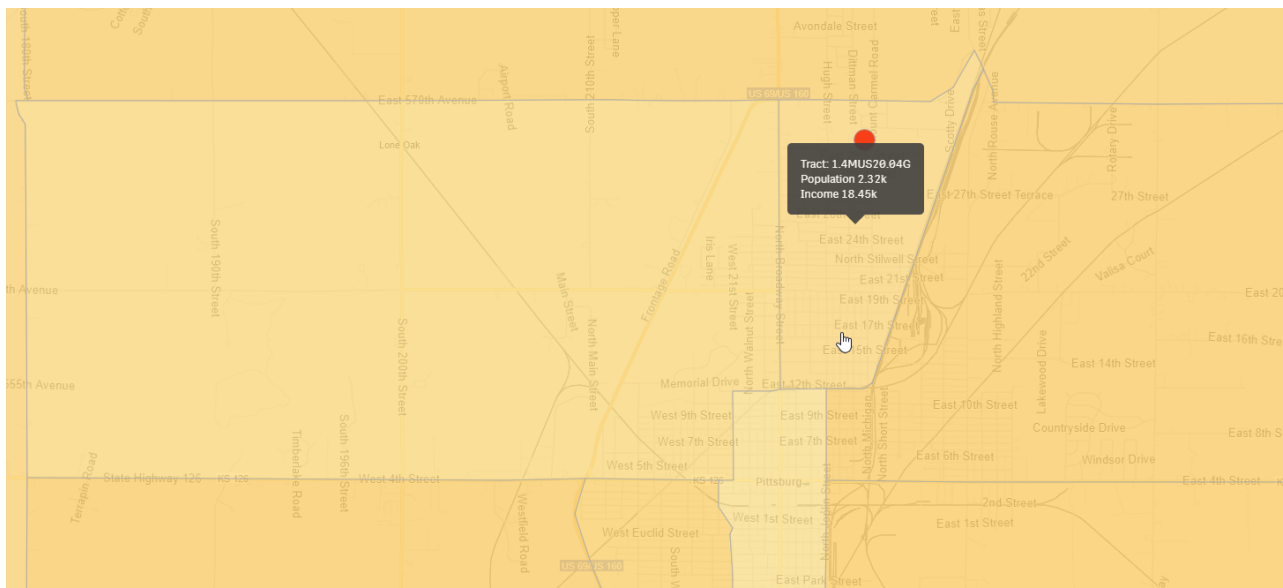 Avondale Street
South 180th Street
South 210th Street
Airport Road
Hugh Street
Dittman Street
Scotty Drive
North Rouse Avenue
Rotary Drive
US 69/US 160
East 570th Avenue
Lone Oak
Tract: 1.4MUS20.04G
Population 2.32k
Income 18.45k
East 27th Street Terrace
27th Street
East 24th Street
North Stilwell Street
East 21st Street
22nd Street
Valisa Court
South 190th Street
Iris Lane
West 21st Street
North Broadway Street
Frontage Road
Main Street
East 19th Street
East 17th Street
East 15th Street
North Highland Street
East 14th Street
South 200th Street
North Main Street
North Walnut Street
Lakewood Drive
555th Avenue
Memorial Drive
East 12th Street
West 9th Street
East 9th Street
East 10th Street
West 7th Street
East 7th Street
North Michigan
North Short Street
Countryside Drive
East 6th Street
Windsor Drive
Terrapin Road
Timberlake Road
South 196th Street
West 5th Street
State Highway 126
KS 126
West 4th Street
KS 126
Pittsburg
East 4th Street
2nd Street
Westfield Road
West 1st Street
North Joplin Street
East 1st Street
West Euclid Street
US 69/US 160
East Park Street